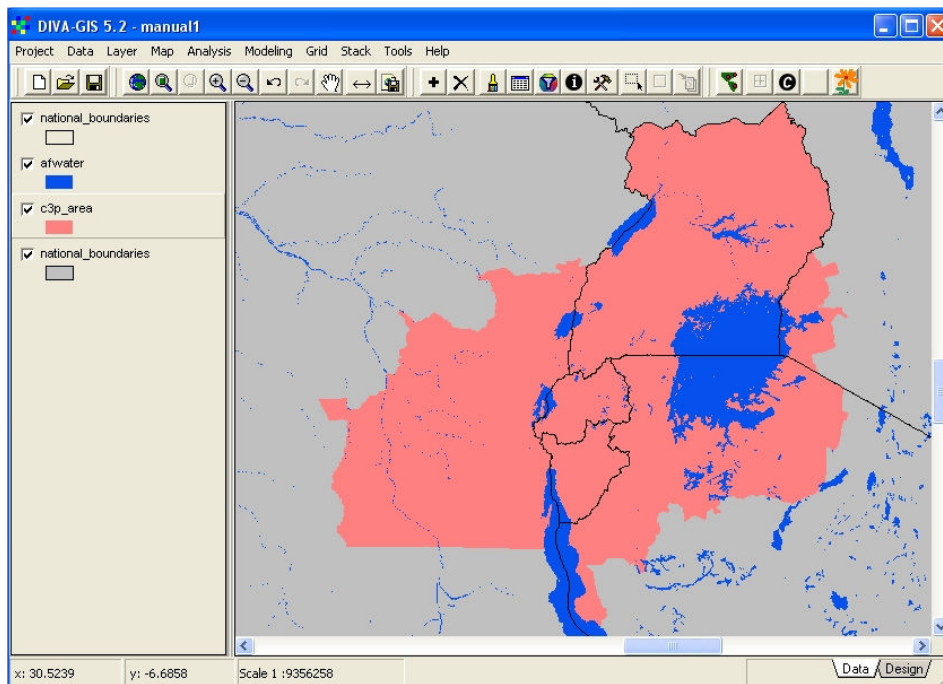 DIVA-GIS 5.2 - manual1
Project Data Layer Map Analysis Modeling Grid Stack Tools Help
national_boundaries
afwater
c3p_area
national_boundaries
x: 30.5239 y: -6.6858 Scale 1 :9356258 Data Design